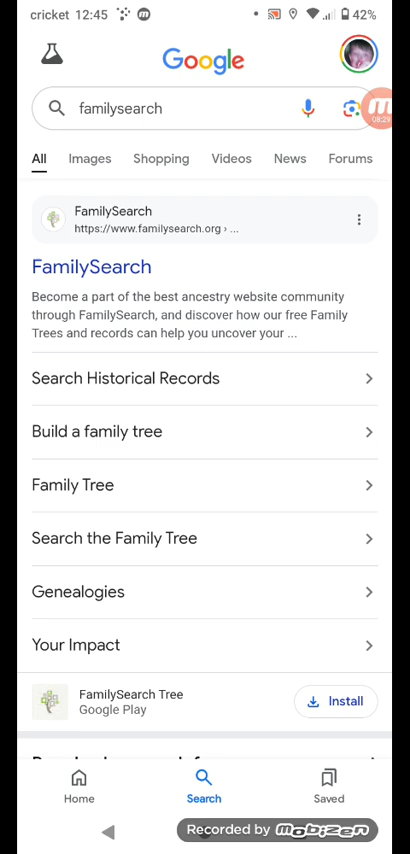 cricket 12:45 42%
Google
familysearch
08:29
All Images Shopping Videos News Forums
FamilySearch
https://www.familysearch.org › ...
FamilySearch
Become a part of the best ancestry website community
through FamilySearch, and discover how our free Family
Trees and records can help you uncover your ...
Search Historical Records
Build a family tree
Family Tree
Search the Family Tree
Genealogies
Your Impact
FamilySearch Tree
Google Play
Install
Home Search Saved
Recorded by mobizen